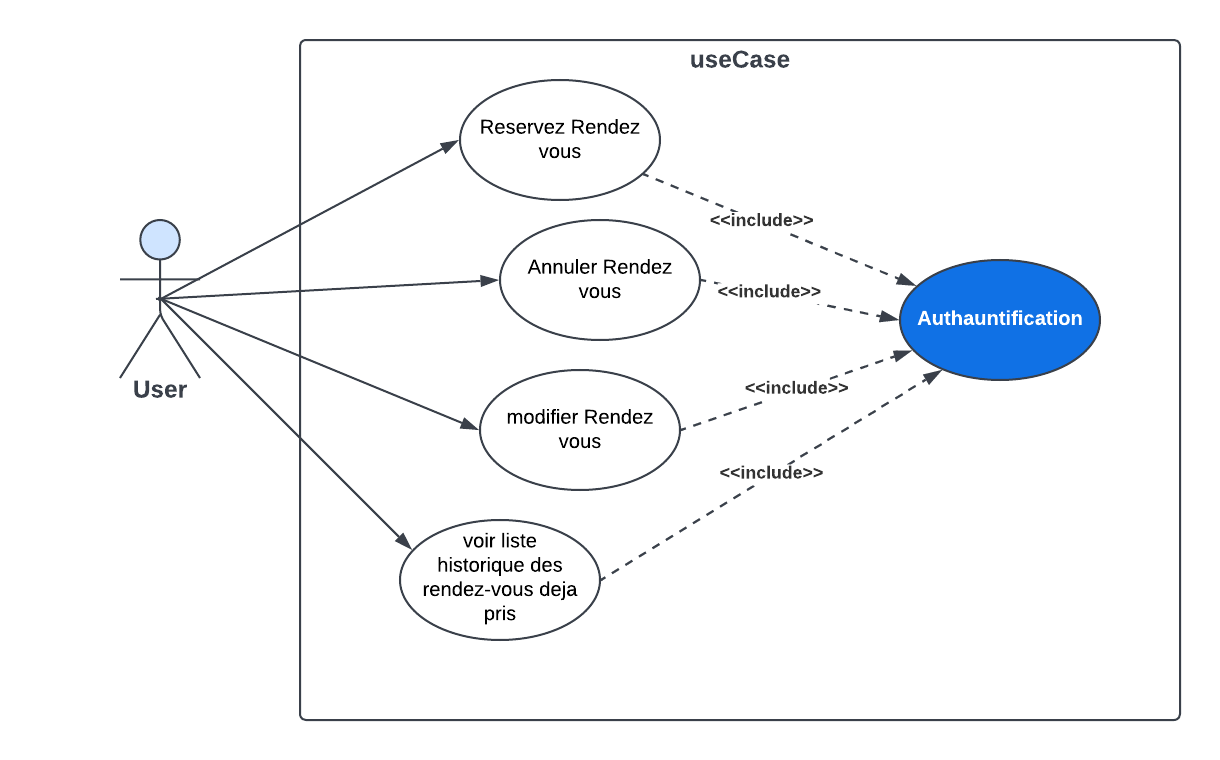 useCase
Reservez Rendez
vous
<<include>>
Annuler Rendez
vous
<<include>>
Authauntification
User
modifier Rendez
vous
<<include>>
<<include>>
voir liste
historique des
rendez-vous deja
pris